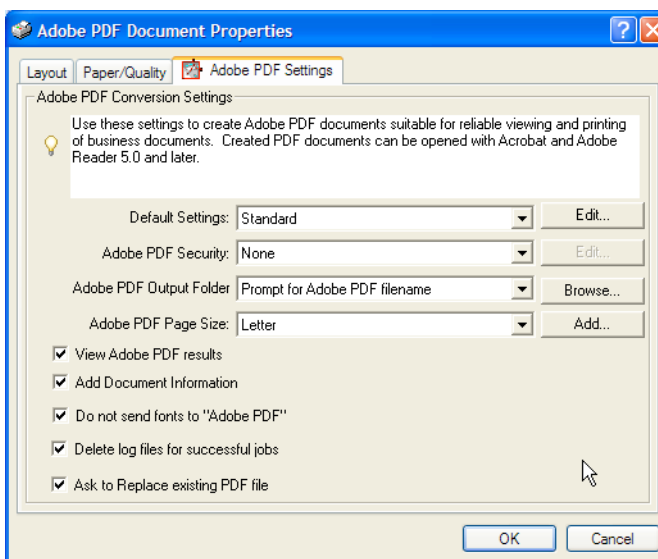 Adobe PDF Document Properties
Layout Paper/Quality Adobe PDF Settings
Adobe PDF Conversion Settings
Use these settings to create Adobe PDF documents suitable for reliable viewing and printing
of business documents. Created PDF documents can be opened with Acrobat and Adobe
Reader 5.0 and later.
Default Settings: Standard Edit...
Adobe PDF Security: None Edit...
Adobe PDF Output Folder Prompt for Adobe PDF filename Browse...
Adobe PDF Page Size: Letter Add...
View Adobe PDF results
Add Document Information
Do not send fonts to "Adobe PDF"
Delete log files for successful jobs
Ask to Replace existing PDF file
OK Cancel